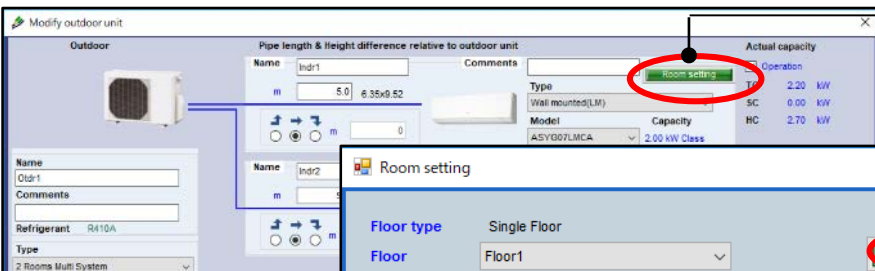 Modify outdoor unit
Outdoor
Pipe length & Height difference relative to outdoor unit
Actual capacity
Name Indr1 Comments
Room setting
Operation
m 5.0 6.35x9.52
Type
Wall mounted(LM)
2.20 kW
SC 0.00 kW
HC 2.70 kW
m 0
Model Capacity
ASYG07LMCA 2.00 kW Class
Name
Otdr1
Comments
Refrigerant R410A
Type
2 Rooms Multi System
Name Indr2
m
m
Room setting
Floor type Single Floor
Floor Floor1